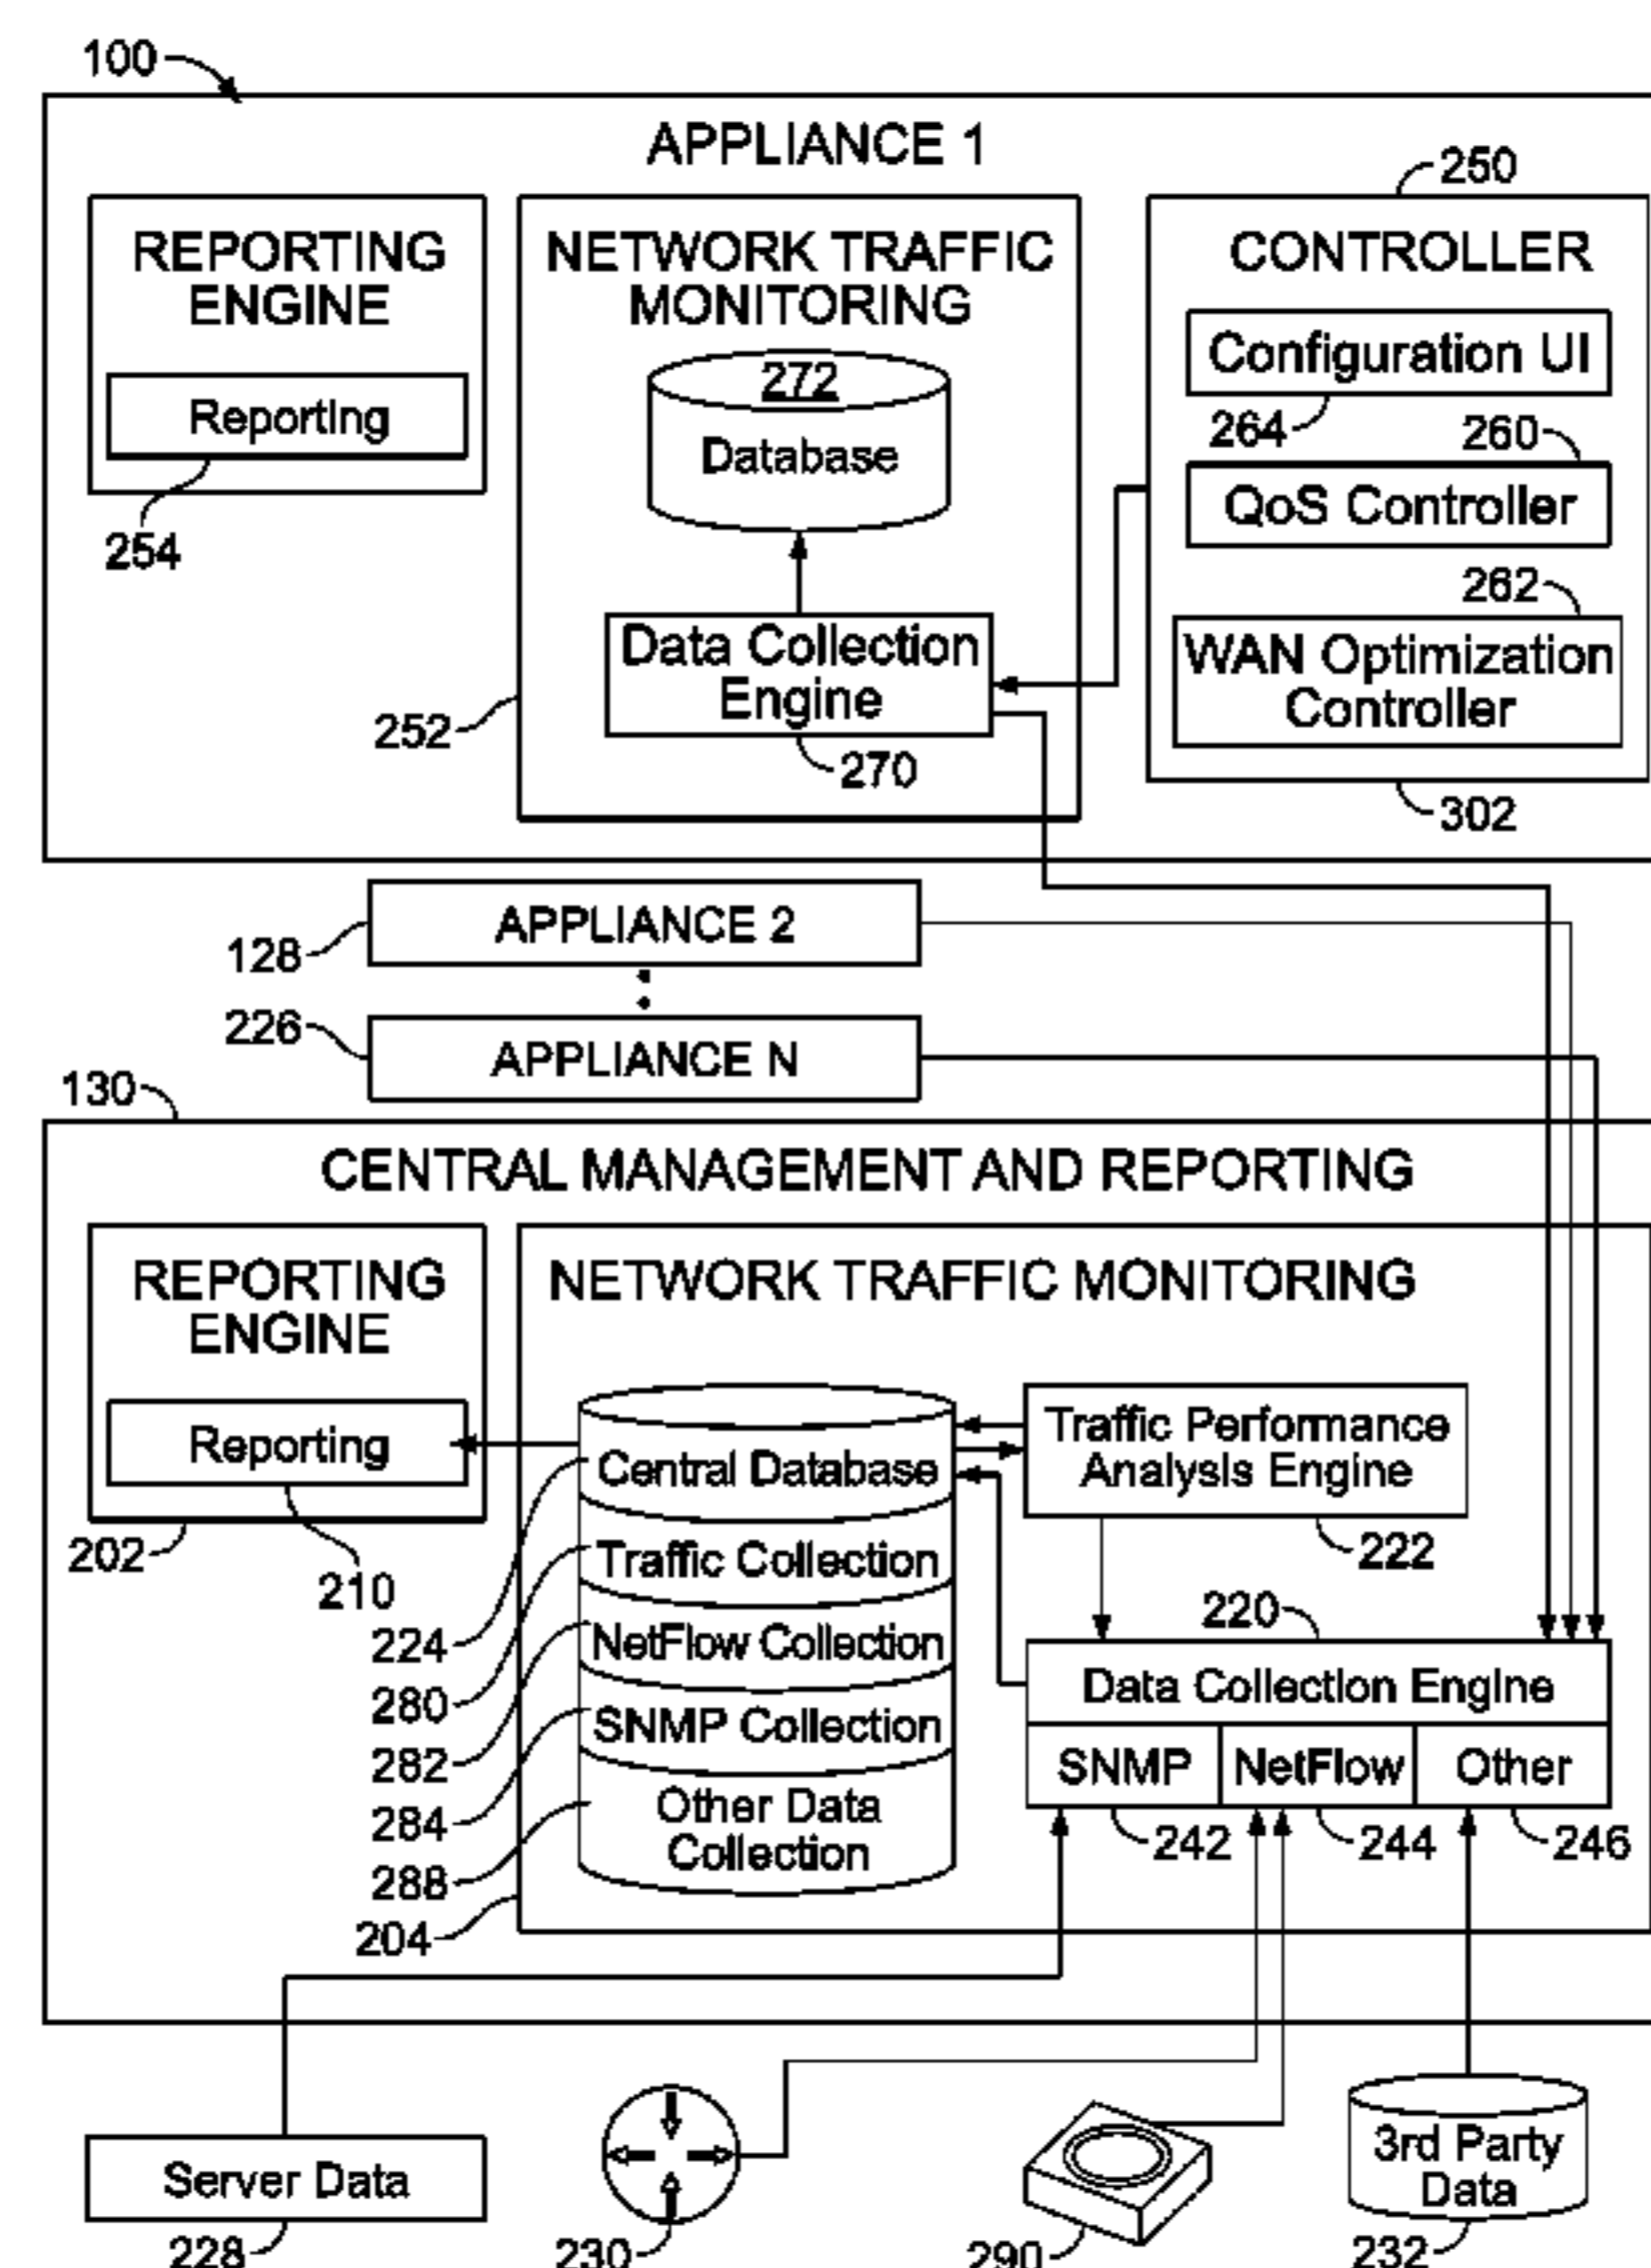 100
APPLIANCE 1
250
REPORTING
ENGINE
Reporting
254
NETWORK TRAFFIC
MONITORING
272
Database
Data Collection
Engine
252
270
CONTROLLER
Configuration UI
264
260
QoS Controller
262
WAN Optimization
Controller
302
APPLIANCE 2
128
226
APPLIANCE N
130
CENTRAL MANAGEMENT AND REPORTING
REPORTING
ENGINE
Reporting
202
210
NETWORK TRAFFIC MONITORING
Central Database
Traffic Collection
NetFlow Collection
SNMP Collection
Other Data
Collection
224
280
282
284
288
204
Traffic Performance
Analysis Engine
222
220
Data Collection Engine
SNMP
NetFlow
Other
242
244
246
Server Data
228
230
290
3rd Party
Data
232